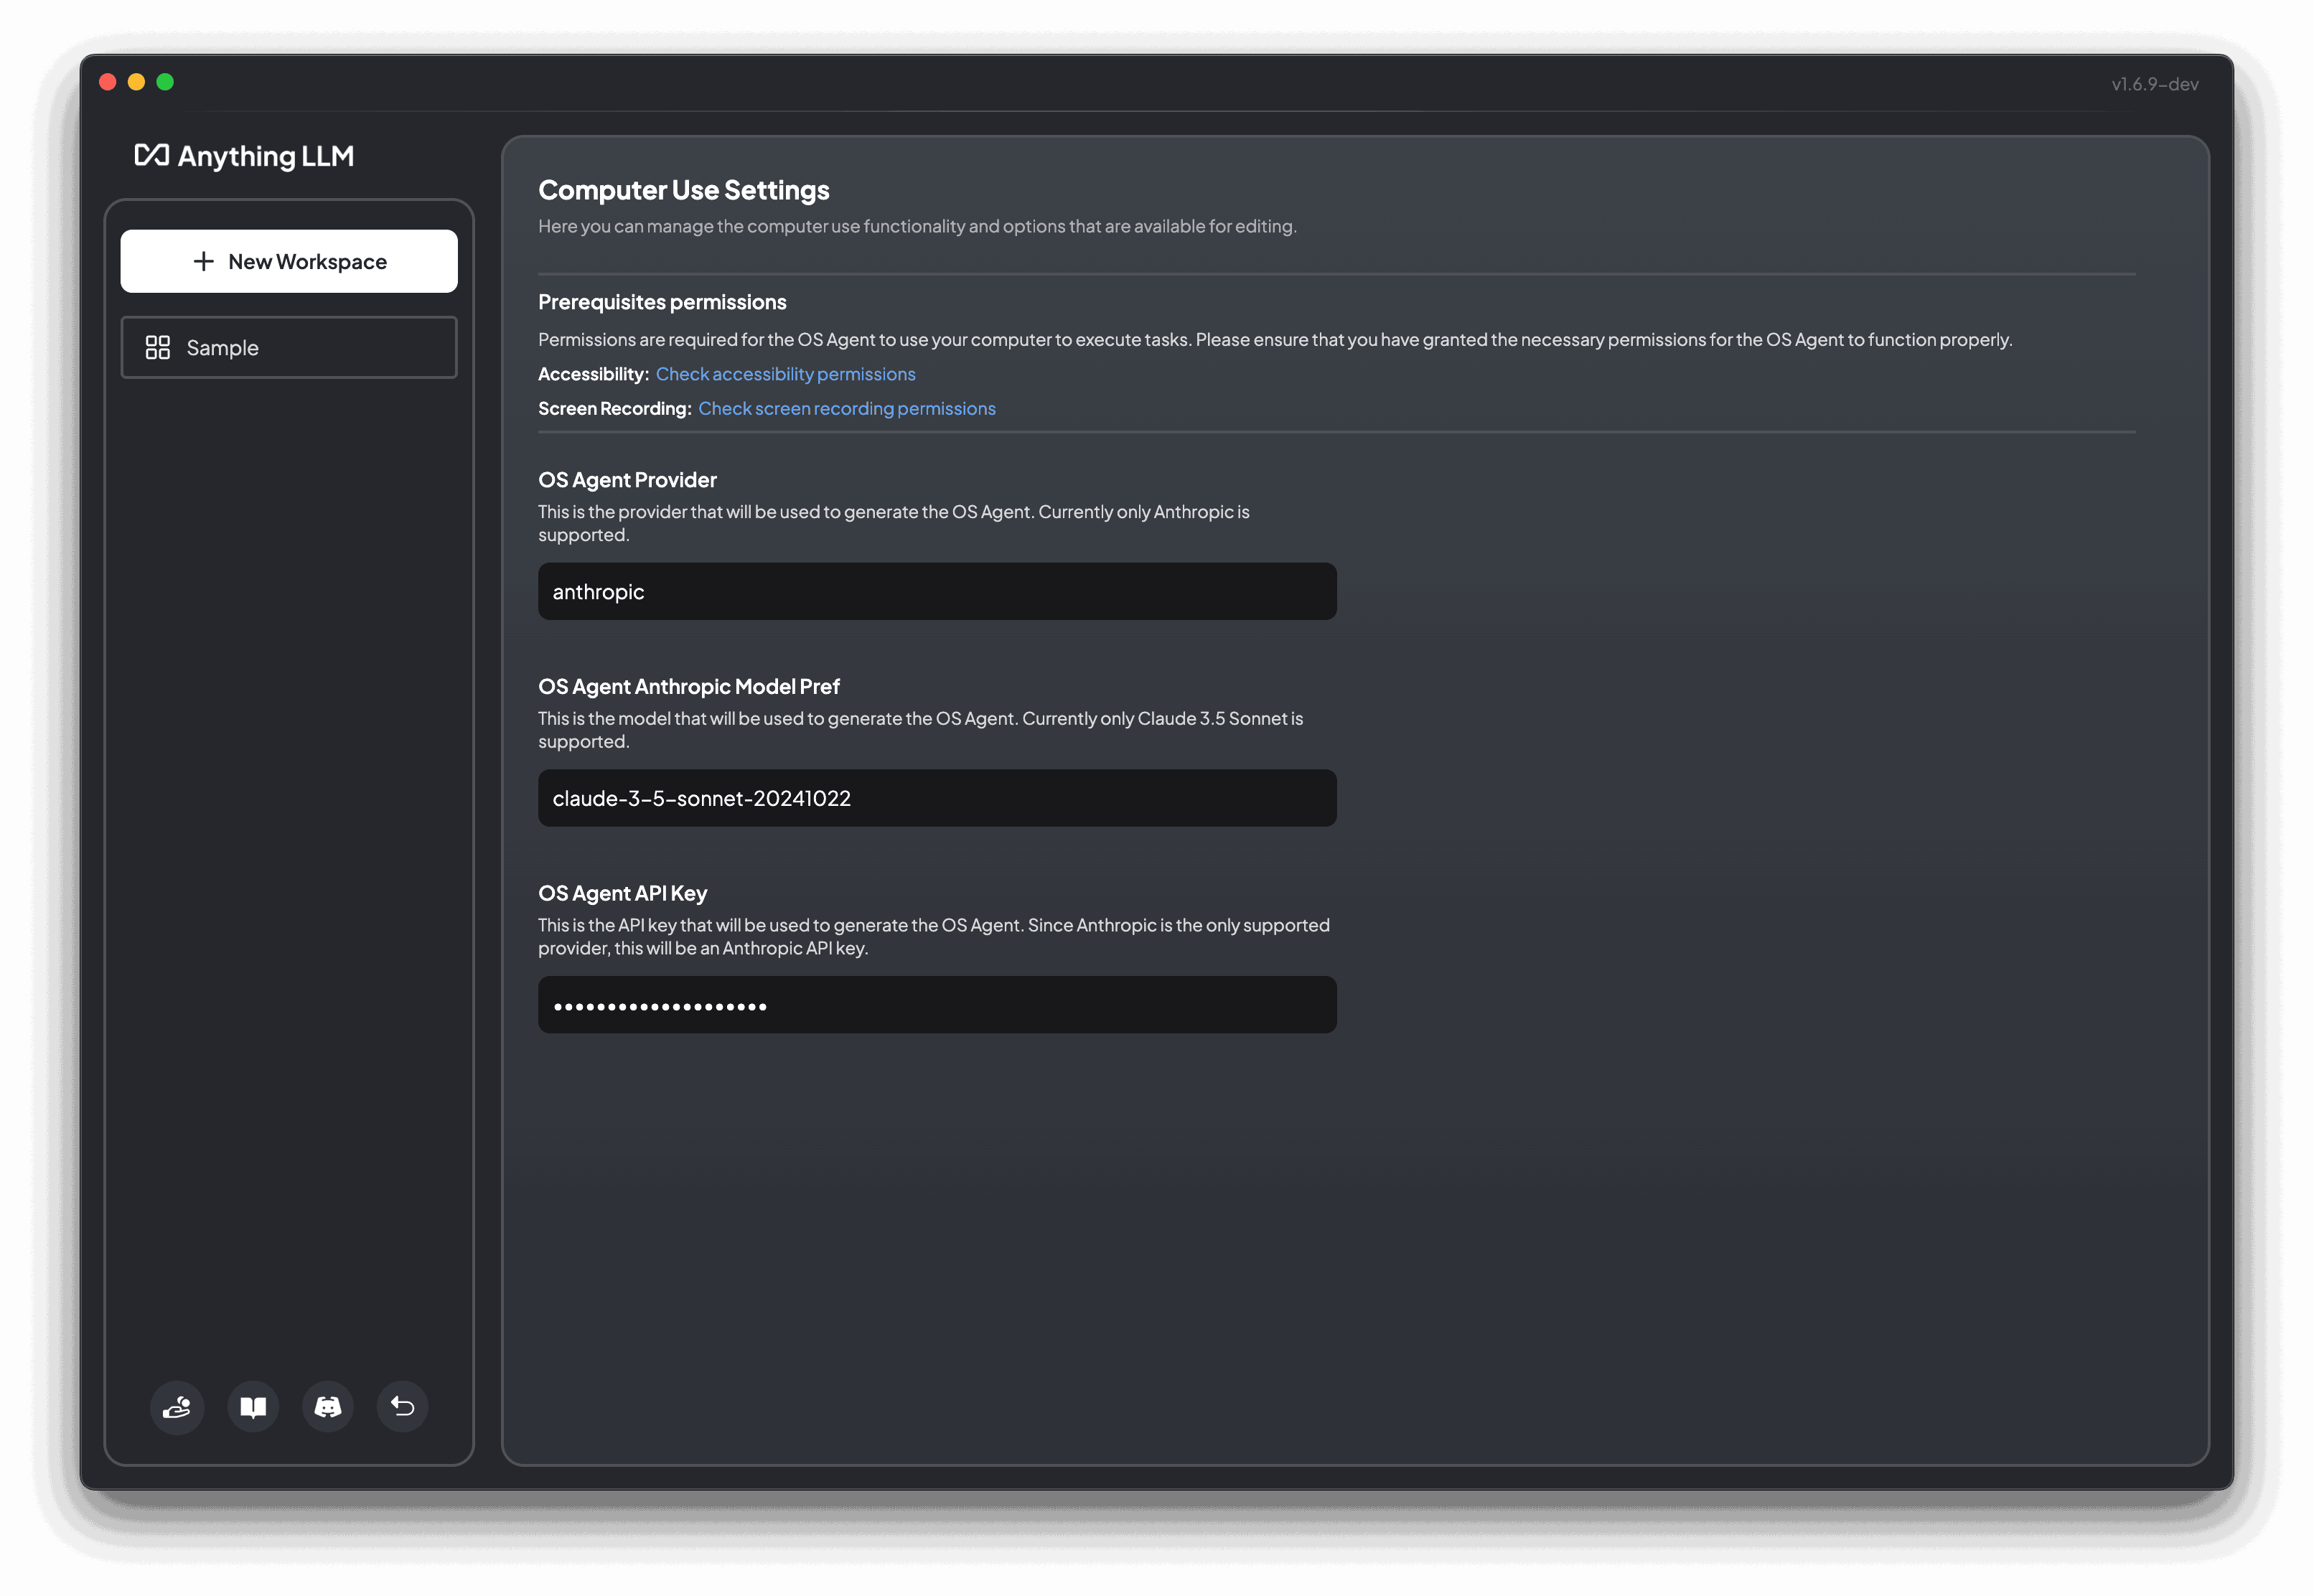 v1.6.9-dev
Anything LLM
New Workspace
Sample
Computer Use Settings
Here you can manage the computer use functionality and options that are available for editing.
Prerequisites permissions
Permissions are required for the OS Agent to use your computer to execute tasks. Please ensure that you have granted the necessary permissions for the OS Agent to function properly.
Accessibility: Check accessibility permissions
Screen Recording: Check screen recording permissions
OS Agent Provider
This is the provider that will be used to generate the OS Agent. Currently only Anthropic is
supported.
anthropic
OS Agent Anthropic Model Pref
This is the model that will be used to generate the OS Agent. Currently only Claude 3.5 Sonnet is
supported.
claude-3-5-sonnet-20241022
OS Agent API Key
This is the API key that will be used to generate the OS Agent. Since Anthropic is the only supported
provider, this will be an Anthropic API key.
••••••••••••••••••••